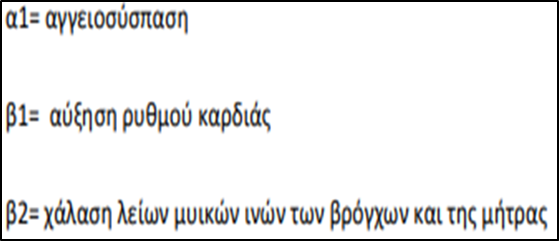 α1= αγγειοσύσπαση
β1=  αύξηση ρυθμού καρδιάς
β2= χάλαση λείων μυικών ινών των βρόγχων και της μήτρας